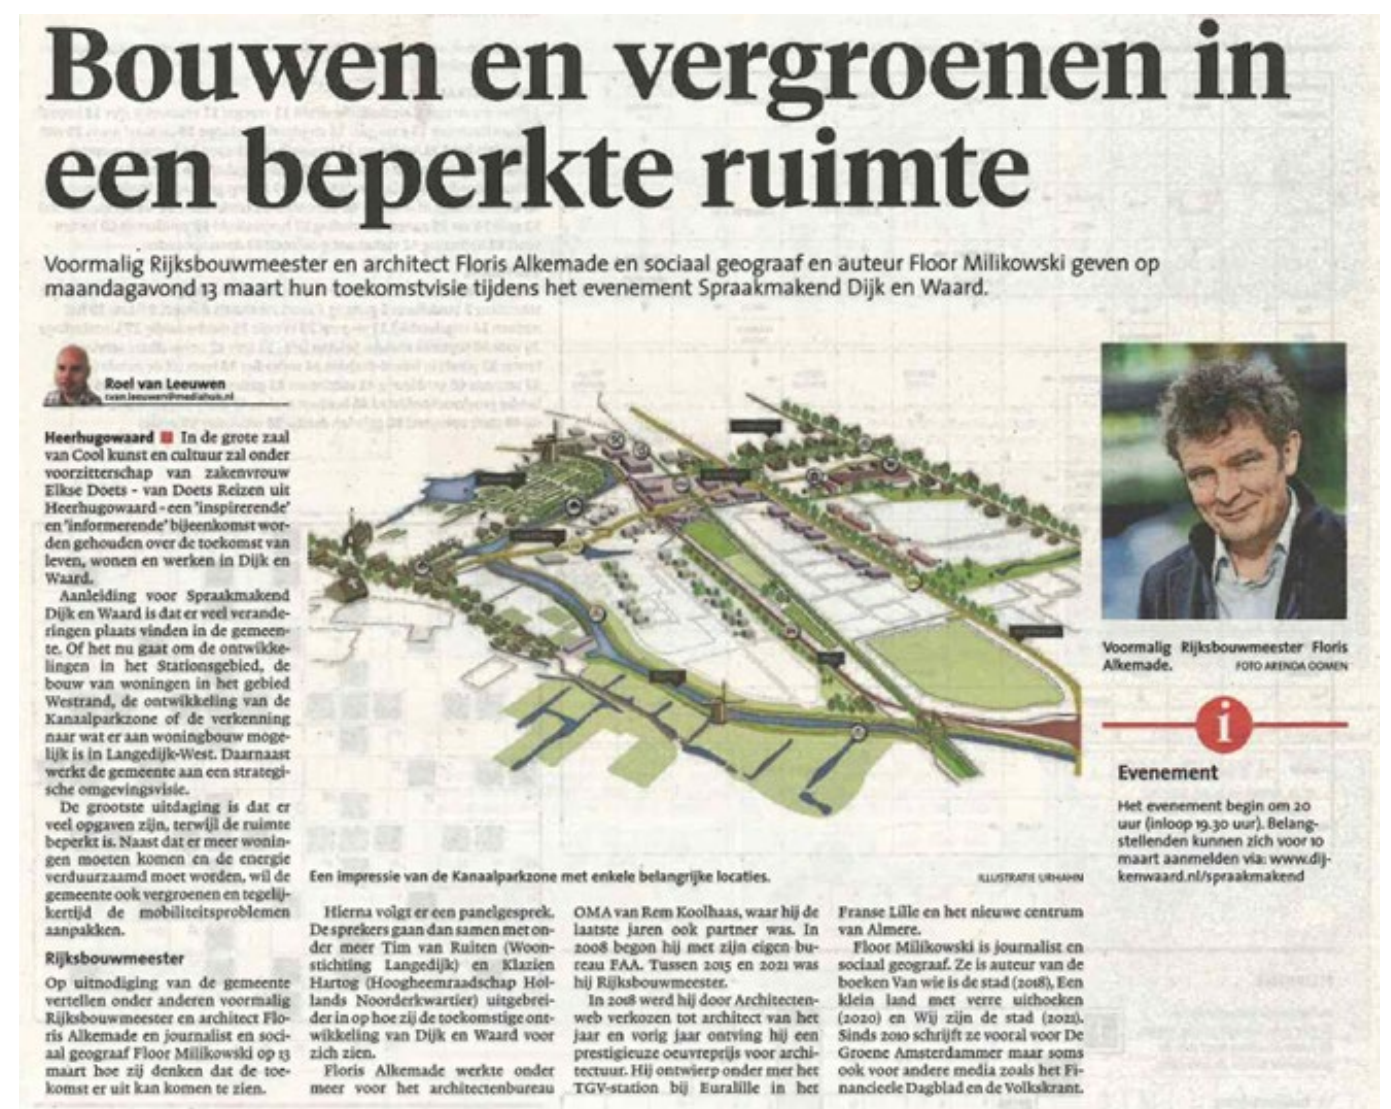 Bouwen en vergroenen in
een beperkte ruimte
Voormalig Rijksbouwmeester en architect Floris Alkemade en sociaal geograaf en auteur Floor Milikowski geven op
maandagavond 13 maart hun toekomstvisie tijdens het evenement Spraakmakend Dijk en Waard.
Roel van Leeuwen
r.van.leeuwen@mediahuis.nl
Heerhugowaard ■ In de grote zaal
van Cool kunst en cultuur zal onder
voorzitterschap van zakenvrouw
Elkse Doets - van Doets Reizen uit
Heerhugowaard - een 'inspirerende'
en 'informerende' bijeenkomst wor-
den gehouden over de toekomst van
leven, wonen en werken in Dijk en
Waard.
Aanleiding voor Spraakmakend
Dijk en Waard is dat er veel verande-
ringen plaats vinden in de gemeen-
te. Of het nu gaat om de ontwikke-
lingen in het Stationsgebied, de
bouw van woningen in het gebied
Westrand, de ontwikkeling van de
Kanaalparkzone of de verkenning
naar wat er aan woningbouw moge-
lijk is in Langedijk-West. Daarnaast
werkt de gemeente aan een strategi-
sche omgevingsvisie.
De grootste uitdaging is dat er
veel opgaven zijn, terwijl de ruimte
beperkt is. Naast dat er meer wonin-
gen moeten komen en de energie
verduurzaamd moet worden, wil de
gemeente ook vergroenen en tegelij-
kertijd de mobiliteitsproblemen
aanpakken.
Rijksbouwmeester
Op uitnodiging van de gemeente
vertellen onder anderen voormalig
Rijksbouwmeester en architect Flo-
ris Alkemade en journalist en soci-
aal geograaf Floor Milikowski op 13
maart hoe zij denken dat de toe-
komst er uit kan komen te zien.
Een impressie van de Kanaalparkzone met enkele belangrijke locaties.
ILLUSTRATIE URHAHN
Hierna volgt er een panelgesprek.
De sprekers gaan dan samen met on-
der meer Tim van Ruiten (Woon-
stichting Langedijk) en Klazien
Hartog (Hoogheemraadschap Hol-
lands Noorderkwartier) uitgebrei-
der in op hoe zij de toekomstige ont-
wikkeling van Dijk en Waard voor
zich zien.
Floris Alkemade werkte onder
meer voor het architectenbureau
OMA van Rem Koolhaas, waar hij de
laatste jaren ook partner was. In
2008 begon hij met zijn eigen bu-
reau FAA. Tussen 2015 en 2021 was
hij Rijksbouwmeester.
In 2018 werd hij door Architecten-
web verkozen tot architect van het
jaar en vorig jaar ontving hij een
prestigieuze oeuvreprijs voor archi-
tectuur. Hij ontwierp onder mer het
TGV-station bij Euralille in het
Franse Lille en het nieuwe centrum
van Almere.
Floor Milikowski is journalist en
sociaal geograaf. Ze is auteur van de
boeken Van wie is de stad (2018), Een
klein land met verre uithoeken
(2020) en Wij zijn de stad (2021).
Sinds 2010 schrijft ze vooral voor De
Groene Amsterdammer maar soms
ook voor andere media zoals het Fi-
nancieele Dagblad en de Volkskrant.
Voormalig Rijksbouwmeester Floris
Alkemade. FOTO ARENDA OOMEN
i
Evenement
Het evenement begin om 20
uur (inloop 19.30 uur). Belang-
stellenden kunnen zich voor 10
maart aanmelden via: www.dij-
kenwaard.nl/spraakmakend